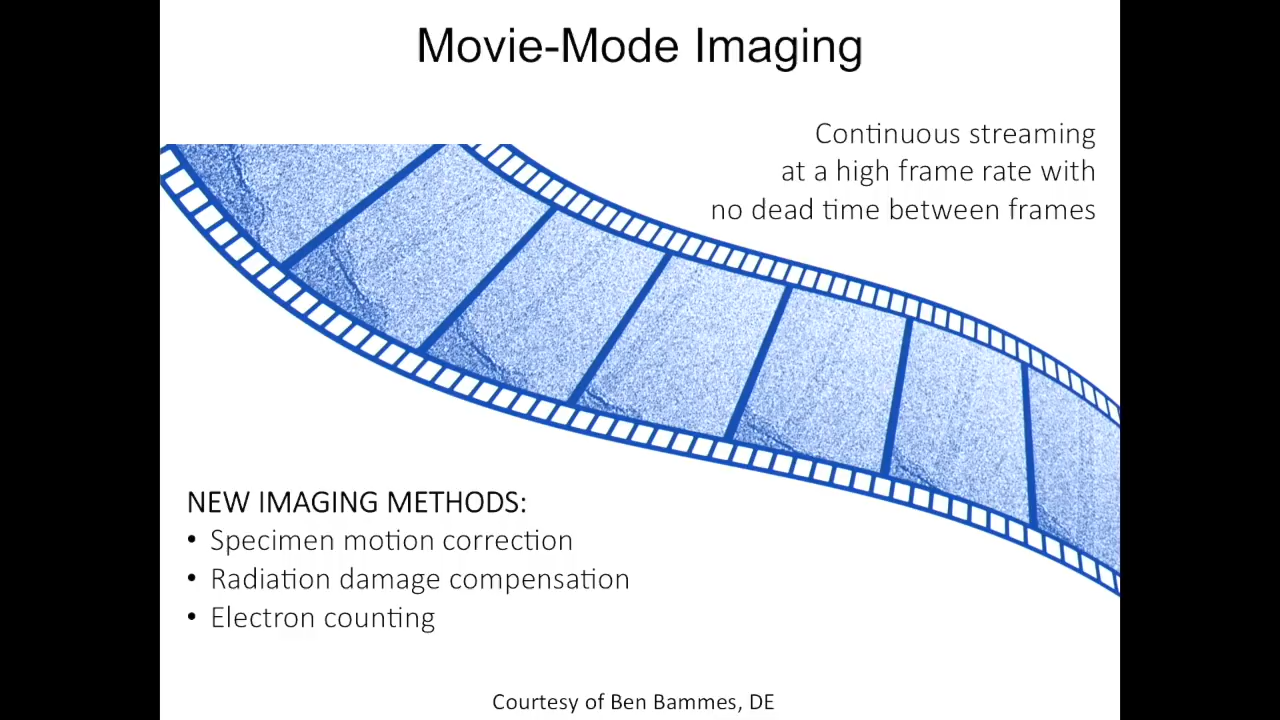 Movie-Mode Imaging
Continuous streaming
at a high frame rate with
no dead time between frames
NEW IMAGING METHODS:
• Specimen motion correction
• Radiation damage compensation
• Electron counting
Courtesy of Ben Bammes, DE